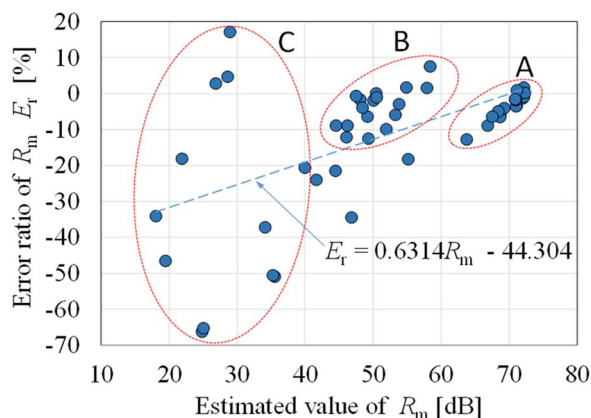 20
10
0
-10
-20
-30
-40
-50
-60
-70
Error ratio of Rm Er [%]
C
B
A
Er = 0.6314Rm - 44.304
10 20 30 40 50 60 70 80
Estimated value of Rm [dB]